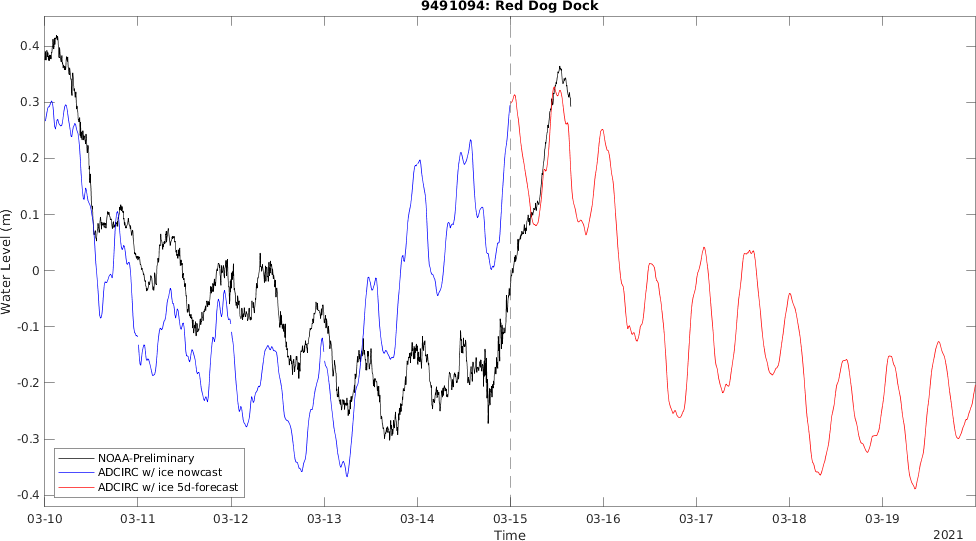 9491094: Red Dog Dock
0.4
0.3
0.2
0.1
0
-0.1
-0.2
-0.3
-0.4
Water Level (m)
NOAA-Preliminary
ADCIRC w/ ice nowcast
ADCIRC w/ ice 5d-forecast
03-10 03-11 03-12 03-13 03-14 03-15 03-16 03-17 03-18 03-19
Time
2021